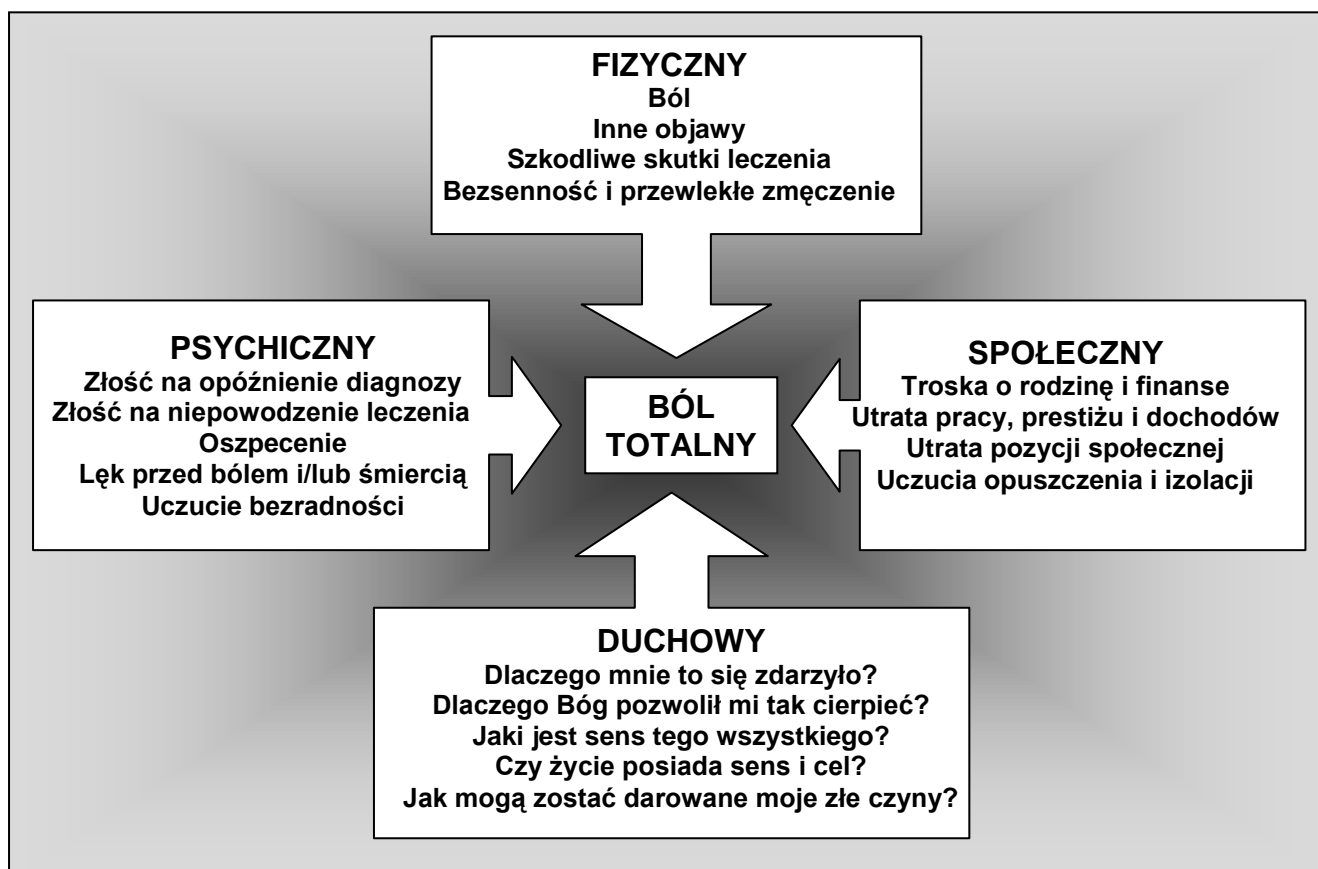 FIZYCZNY
Ból
Inne objawy
Szkodliwe skutki leczenia
Bezsenność i przewlekłe zmęczenie
PSYCHICZNY
Złość na opóźnienie diagnozy
Złość na niepowodzenie leczenia
Oszpecenie
Lęk przed bólem i/lub śmiercią
Uczucie bezradności
BÓL
TOTALNY
SPOŁECZNY
Troska o rodzinę i finanse
Utrata pracy, prestiżu i dochodów
Utrata pozycji społecznej
Uczucia opuszczenia i izolacji
DUCHOWY
Dlaczego mnie to się zdarzyło?
Dlaczego Bóg pozwolił mi tak cierpieć?
Jaki jest sens tego wszystkiego?
Czy życie posiada sens i cel?
Jak mogą zostać darowane moje złe czyny?